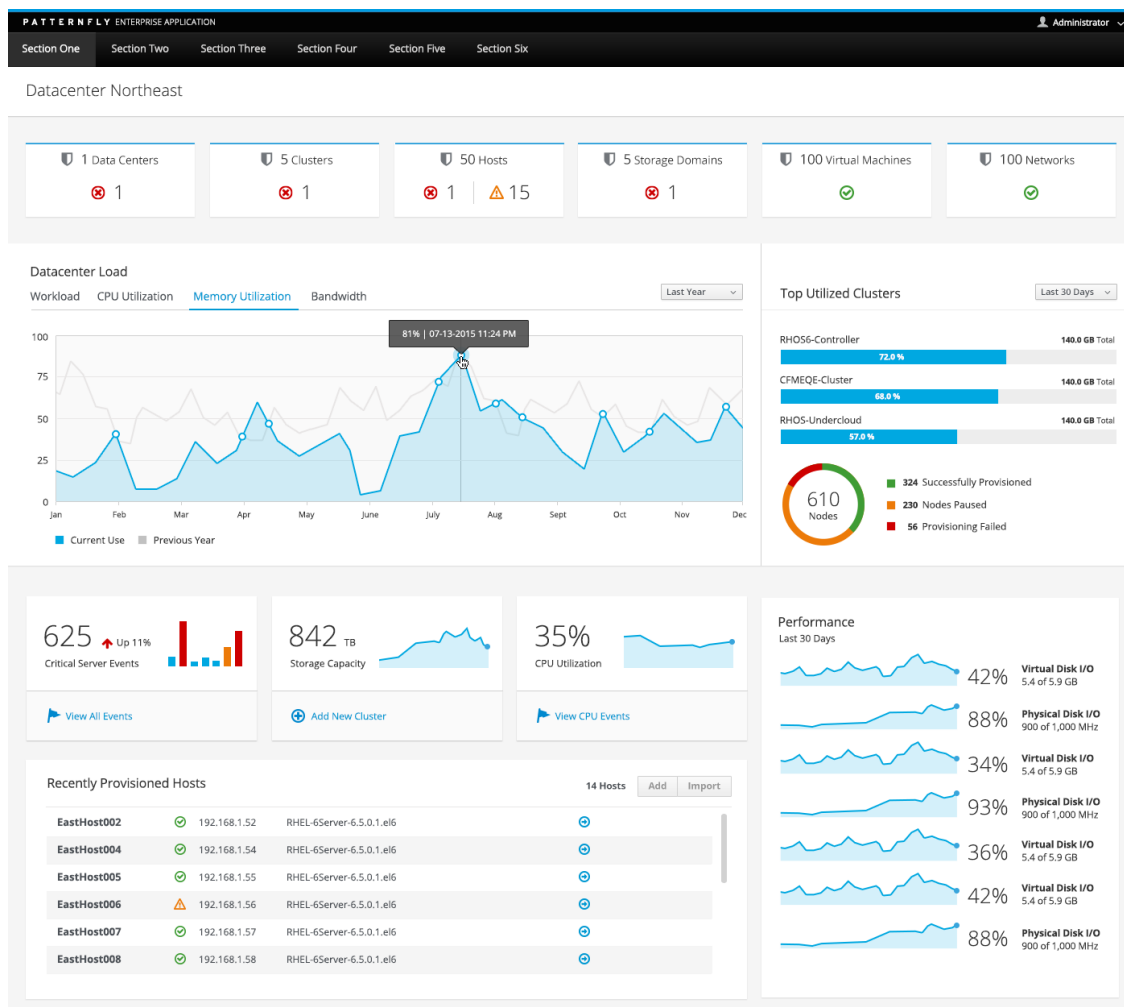 PATTERNFLY ENTERPRISE APPLICATION
Administrator
Section One Section Two Section Three Section Four Section Five Section Six
Datacenter Northeast
1 Data Centers
1
5 Clusters
1
50 Hosts
1 15
5 Storage Domains
1
100 Virtual Machines
100 Networks
Datacenter Load
Workload CPU Utilization Memory Utilization Bandwidth
Last Year
81% | 07-13-2015 11:24 PM
100
75
50
25
0
Jan Feb Mar Apr May June July Aug Sept Oct Nov Dec
Current Use Previous Year
Top Utilized Clusters
Last 30 Days
RHOS6-Controller 140.0 GB Total
72.0 %
CFMEQE-Cluster 140.0 GB Total
68.0 %
RHOS-Undercloud 140.0 GB Total
57.0 %
610
Nodes
324 Successfully Provisioned
230 Nodes Paused
56 Provisioning Failed
625 Up 11%
Critical Server Events
View All Events
842 TB
Storage Capacity
Add New Cluster
35%
CPU Utilization
View CPU Events
Recently Provisioned Hosts
14 Hosts Add Import
EastHost002 192.168.1.52 RHEL-6Server-6.5.0.1.el6
EastHost004 192.168.1.54 RHEL-6Server-6.5.0.1.el6
EastHost005 192.168.1.55 RHEL-6Server-6.5.0.1.el6
EastHost006 192.168.1.56 RHEL-6Server-6.5.0.1.el6
EastHost007 192.168.1.57 RHEL-6Server-6.5.0.1.el6
EastHost008 192.168.1.58 RHEL-6Server-6.5.0.1.el6
Performance
Last 30 Days
42% Virtual Disk I/O
5.4 of 5.9 GB
88% Physical Disk I/O
900 of 1,000 MHz
34% Virtual Disk I/O
5.4 of 5.9 GB
93% Physical Disk I/O
900 of 1,000 MHz
36% Virtual Disk I/O
5.4 of 5.9 GB
42% Virtual Disk I/O
5.4 of 5.9 GB
88% Physical Disk I/O
900 of 1,000 MHz